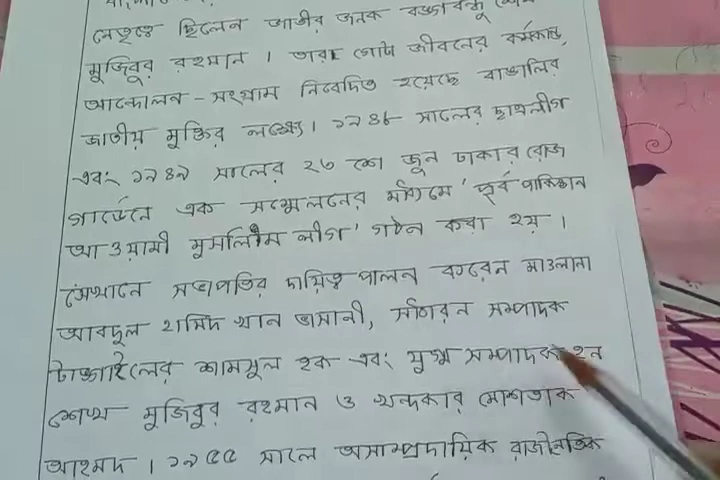 নেতৃত্বে ছিলেন জাতীর জনক বঙ্গবন্ধু শেখ
মুজিবুর রহমান । তার গোটা জীবনের কর্মকান্ড,
আন্দোলন - সংগ্রাম নিবেদিত হয়েছে বাঙালির
জাতীয় মুক্তির লক্ষ্যে। ১৯৪৮ সালের ছাত্রলীগ
এবং ১৯৪৯ সালের ২৩ শে জুন ঢাকার রোজ
গার্ডেনে এক সম্মেলনের মাধ্যমে ' পূর্ব পাকিস্তান
আওয়ামী মুসলিম লীগ ' গঠন করা হয় ।
সেখানে সভাপতির দায়িত্ব পালন করেন মাওলানা
আবদুল হামিদ খান ভাসানী, সাধারন সম্পাদক
টাঙ্গাইলের শামসুল হক এবং যুগ্ম সম্পাদক হন
শেখ মুজিবুর রহমান ও খন্দকার মোশতাক
আহমদ । ১৯৫৫ সালে অসাম্প্রদায়িক রাজনৈতিক